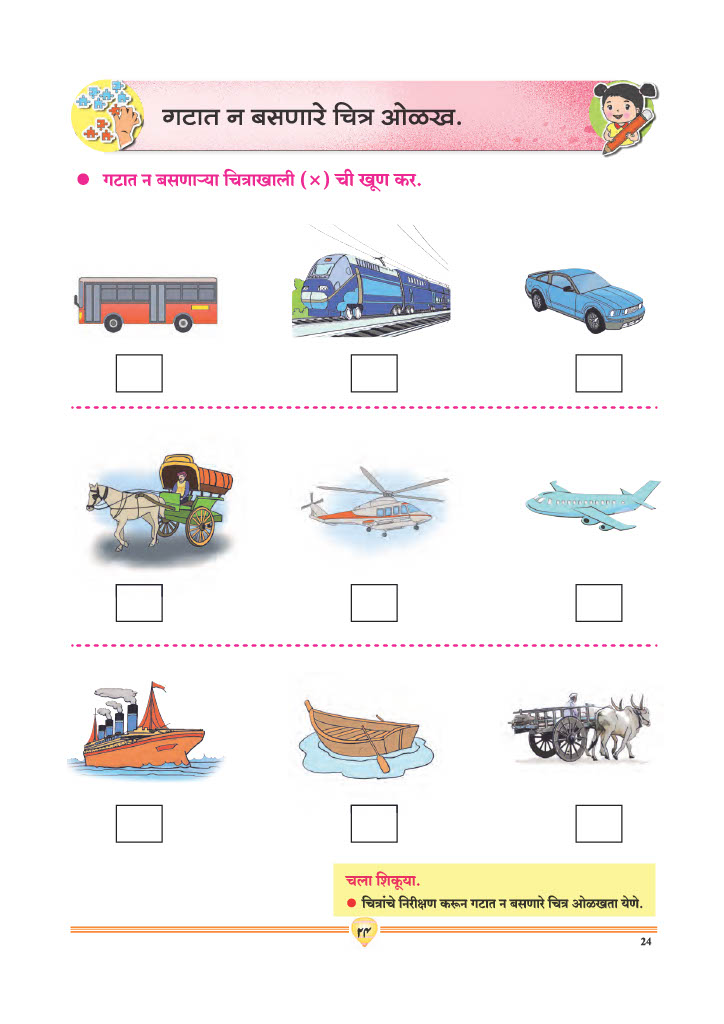 गटात न बसणारे चित्र ओळख.
● गटात न बसणाऱ्या चित्राखाली (×) ची खूण कर.
चला शिकूया.
● चित्रांचे निरीक्षण करून गटात न बसणारे चित्र ओळखता येणे.
२४
24